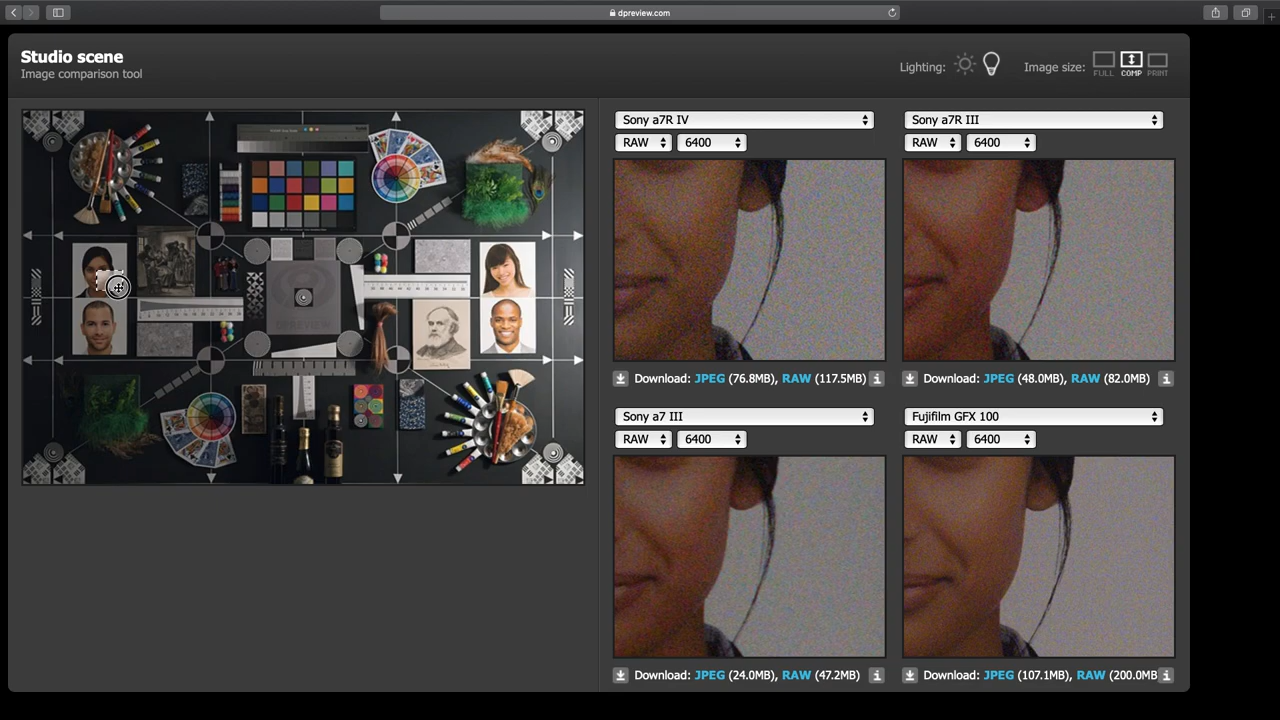 dpreview.com
Studio scene
Image comparison tool
Lighting:
Image size:
FULL
COMP
PRINT
Sony a7R IV
RAW
6400
Sony a7R III
RAW
6400
Download: JPEG (76.8MB), RAW (117.5MB)
Download: JPEG (48.0MB), RAW (82.0MB)
Sony a7 III
RAW
6400
Fujifilm GFX 100
RAW
6400
Download: JPEG (24.0MB), RAW (47.2MB)
Download: JPEG (107.1MB), RAW (200.0MB
DPREVIEW